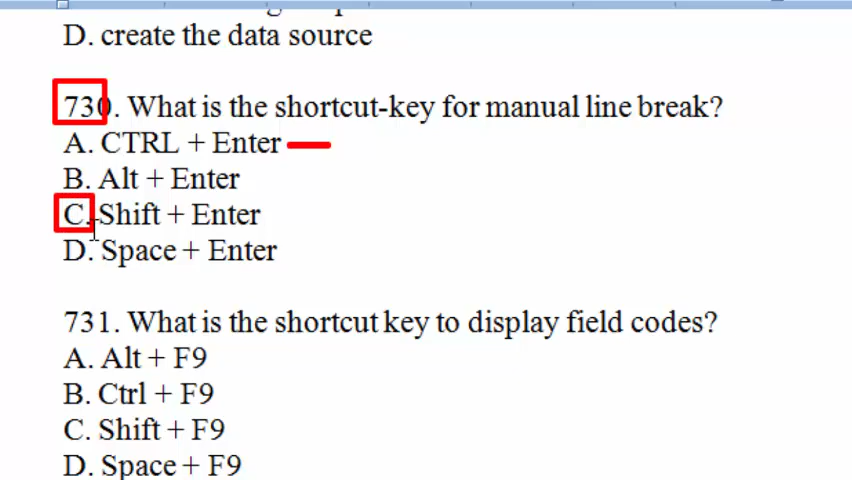 D. create the data source
730. What is the shortcut-key for manual line break?
A. CTRL + Enter
B. Alt + Enter
C. Shift + Enter
D. Space + Enter
731. What is the shortcut key to display field codes?
A. Alt + F9
B. Ctrl + F9
C. Shift + F9
D. Space + F9